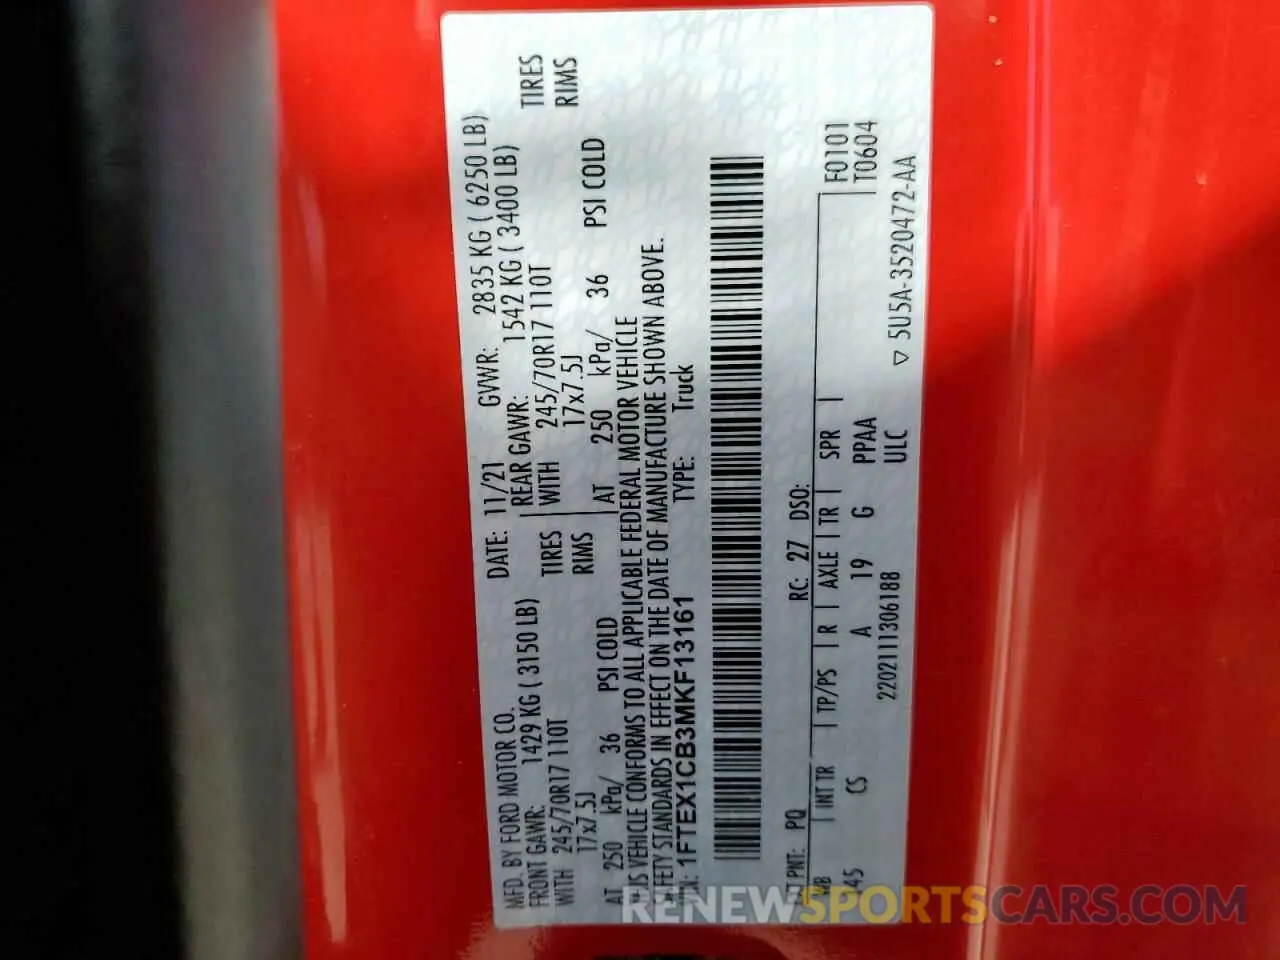 MFD. BY FORD MOTOR CO.
DATE: 11/21 GVWR: 2835 KG ( 6250 LB)
FRONT GAWR: 1429 KG ( 3150 LB) REAR GAWR: 1542 KG ( 3400 LB)
WITH 245/70R17 110T TIRES WITH 245/70R17 110T TIRES
17x7.5J RIMS 17x7.5J RIMS
AT 250 kPa/ 36 PSI COLD AT 250 kPa/ 36 PSI COLD
VEHICLE CONFORMS TO ALL APPLICABLE FEDERAL MOTOR VEHICLE
STANDARDS IN EFFECT ON THE DATE OF MANUFACTURE SHOWN ABOVE.
1FTEX1CB3MKF13161 TYPE: Truck
PNT: PQ RC: 27 DSO:
INT TR TP/PS R AXLE TR SPR F0101
145 CS A 19 G PPAA T0604
2202111306188 ULC ▽ 5U5A-3520472-AA
RENEWSPORTSCARS.COM